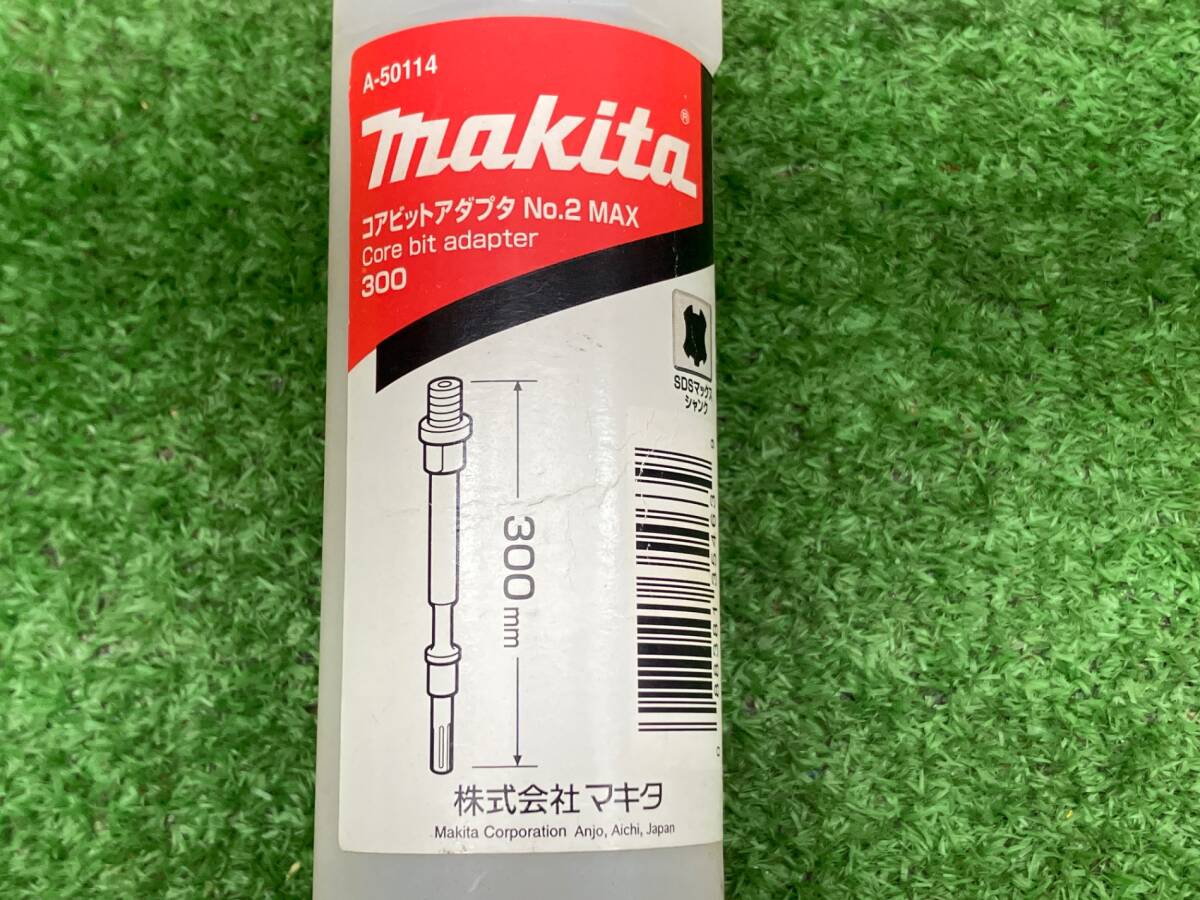 A-50114
makita®
コアビットアダプタ No.2 MAX
Core bit adapter
300
SDSマックス
シャンク
300mm
株式会社マキタ
Makita Corporation Anjo, Aichi, Japan